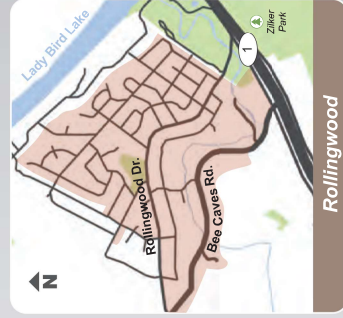 Lady Bird Lake
1
Zilker
Park
Rollingwood Dr.
Bee Caves Rd.
N
Rollingwood